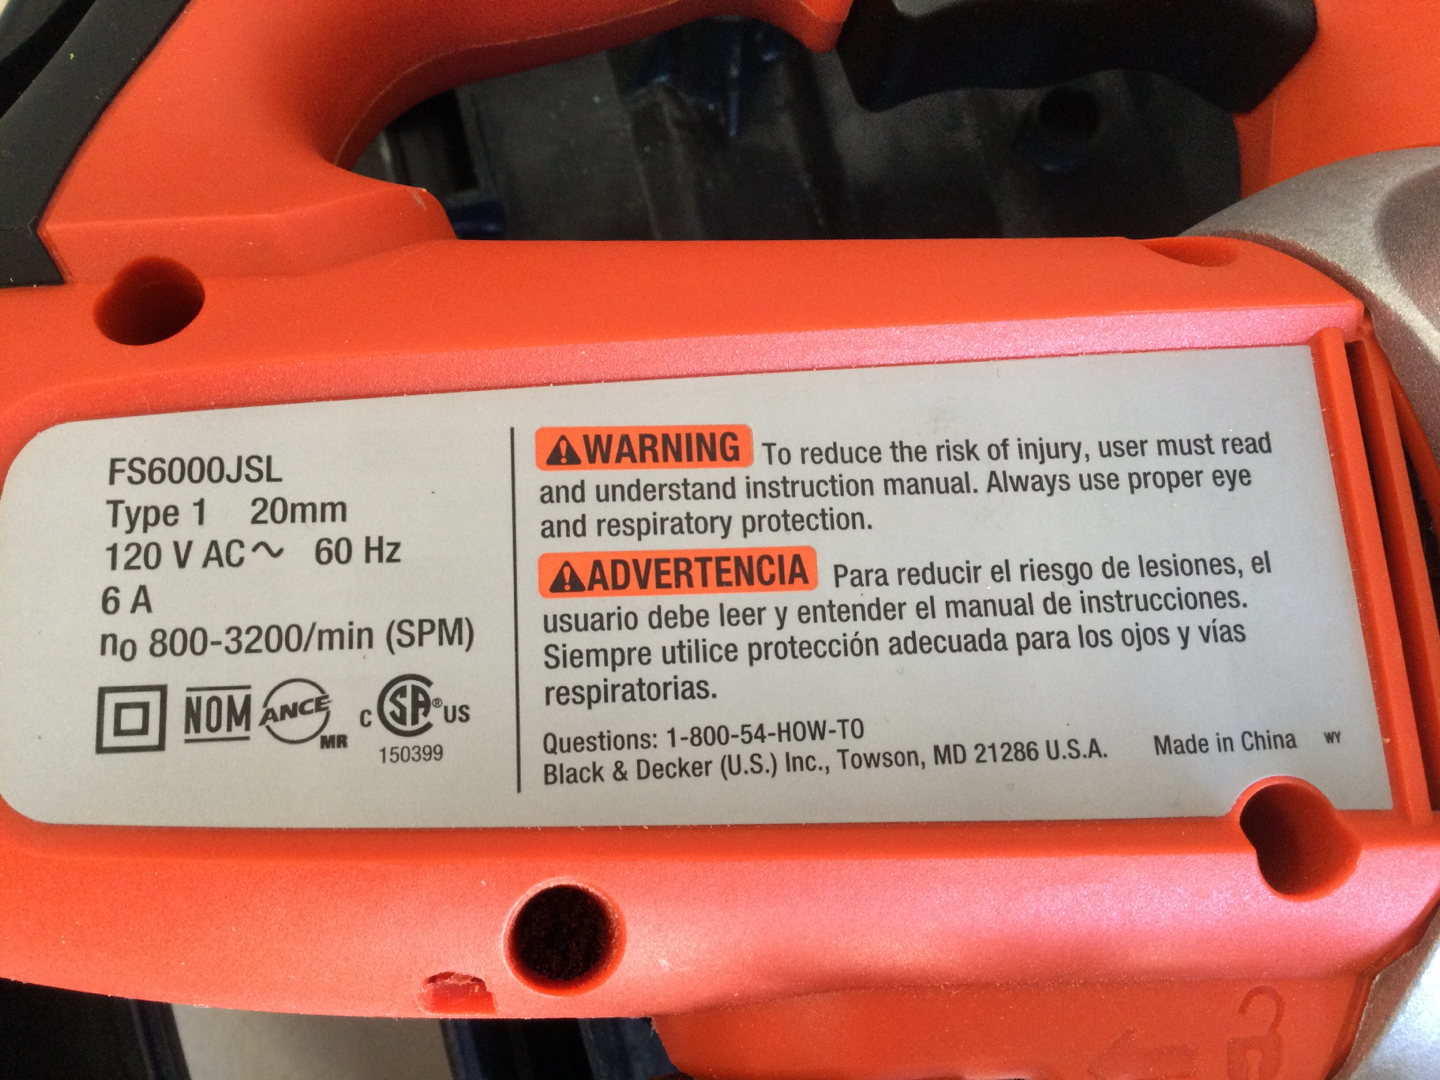 FS6000JSL
Type 1 20mm
120 V AC ~ 60 Hz
6 A
no 800-3200/min (SPM)
NOM ANCE MR C SA ® US
150399
WARNING To reduce the risk of injury, user must read
and understand instruction manual. Always use proper eye
and respiratory protection.
ADVERTENCIA Para reducir el riesgo de lesiones, el
usuario debe leer y entender el manual de instrucciones.
Siempre utilice protección adecuada para los ojos y vías
respiratorias.
Questions: 1-800-54-HOW-TO
Black & Decker (U.S.) Inc., Towson, MD 21286 U.S.A. Made in China WY